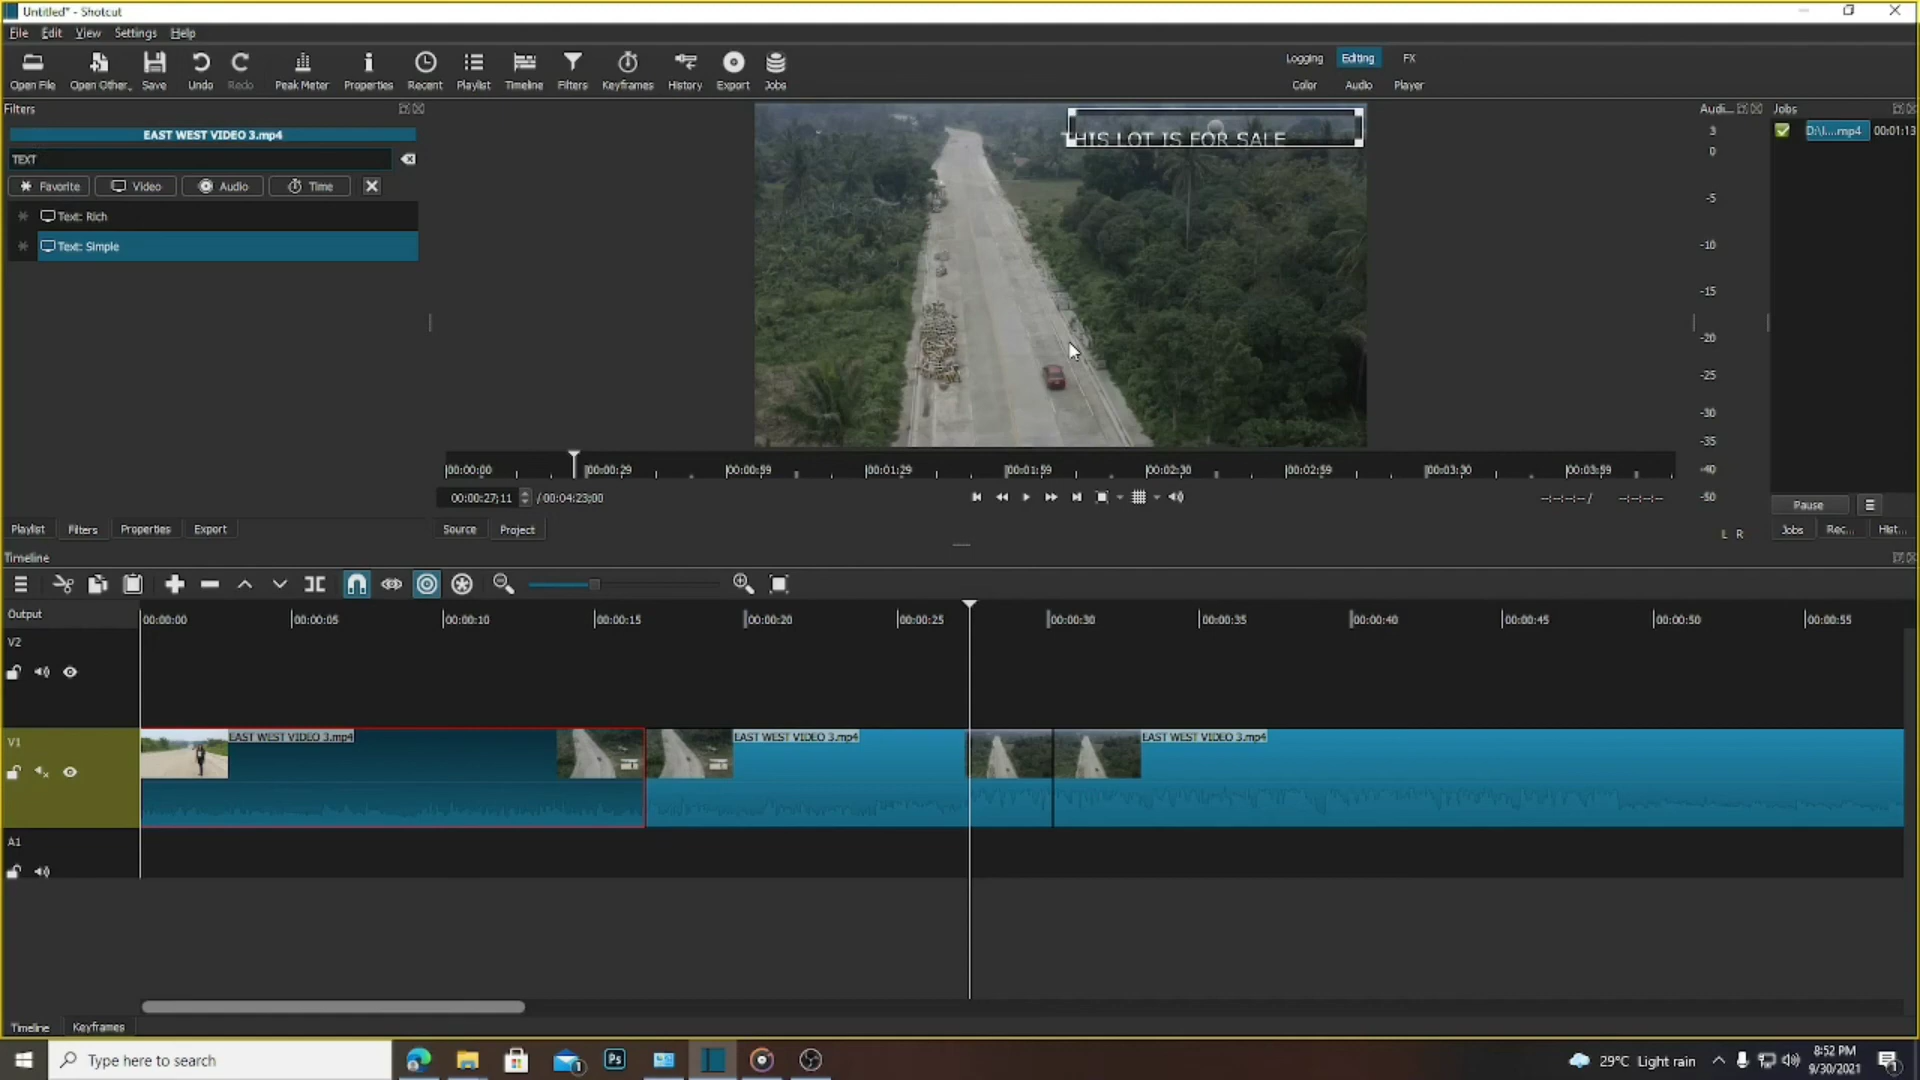 Untitled* - Shotcut
File Edit View Settings Help
Open File Open Other.. Save Undo Redo Peak Meter Properties Recent Playlist Timeline Filters Keyframes History Export Jobs
Logging Editing FX
Color Audio Player
Filters
EAST WEST VIDEO 3.mp4
TEXT
Favorite Video Audio Time
Text: Rich
Text: Simple
THIS LOT IS FOR SALE
Audi... Jobs
D:\I....mp4 00:01:13
3
0
-5
-10
-15
-20
-25
-30
-35
-40
-50
L R
00:00:00 00:00:29 00:00:59 00:01:29 00:01:59 00:02:30 00:02:59 00:03:30 00:03:59
00:00:27;11 / 00:04:23;00
--:--:--:-- / --:--:--:--
Pause
Playlist Filters Properties Export
Source Project
Jobs Rec... Hist...
Timeline
Output
00:00:00 00:00:05 00:00:10 00:00:15 00:00:20 00:00:25 00:00:30 00:00:35 00:00:40 00:00:45 00:00:50 00:00:55
V2
V1
EAST WEST VIDEO 3.mp4 EAST WEST VIDEO 3.mp4 EAST WEST VIDEO 3.mp4
A1
Timeline Keyframes
Type here to search
29°C Light rain
8:52 PM
9/30/2021